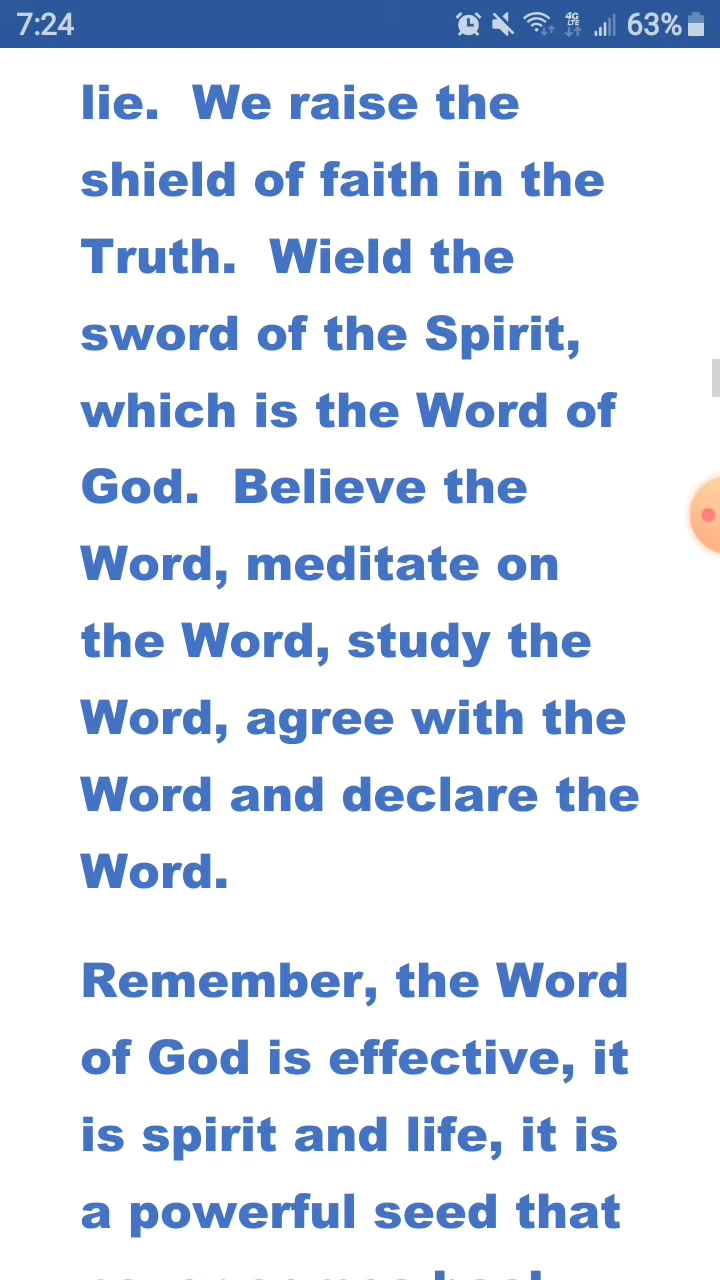 7:24 4G LTE 63%
lie.  We raise the
shield of faith in the
Truth.  Wield the
sword of the Spirit,
which is the Word of
God.  Believe the
Word, meditate on
the Word, study the
Word, agree with the
Word and declare the
Word.
Remember, the Word
of God is effective, it
is spirit and life, it is
a powerful seed that